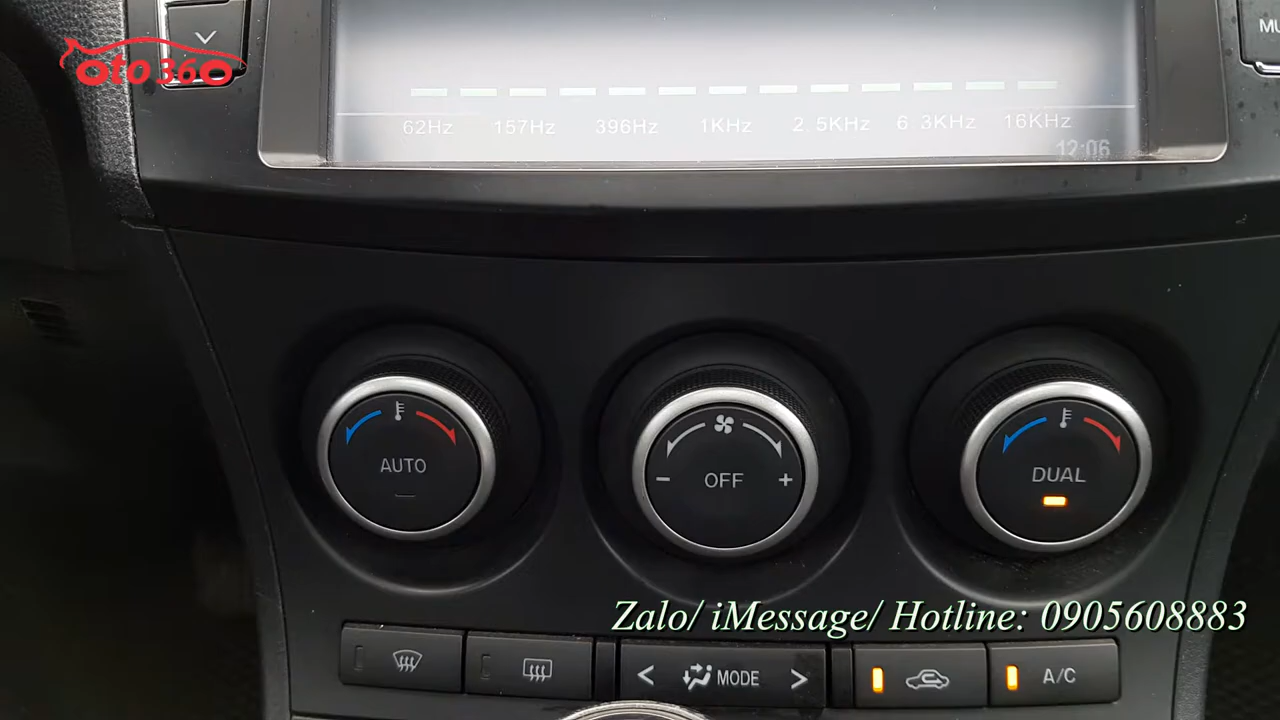 oto360
62Hz 157Hz 396Hz 1KHz 2.5KHz 6.3KHz 16KHz
12:06
AUTO
- OFF +
DUAL
Zalo/ iMessage/ Hotline: 0905608883
< MODE >
A/C